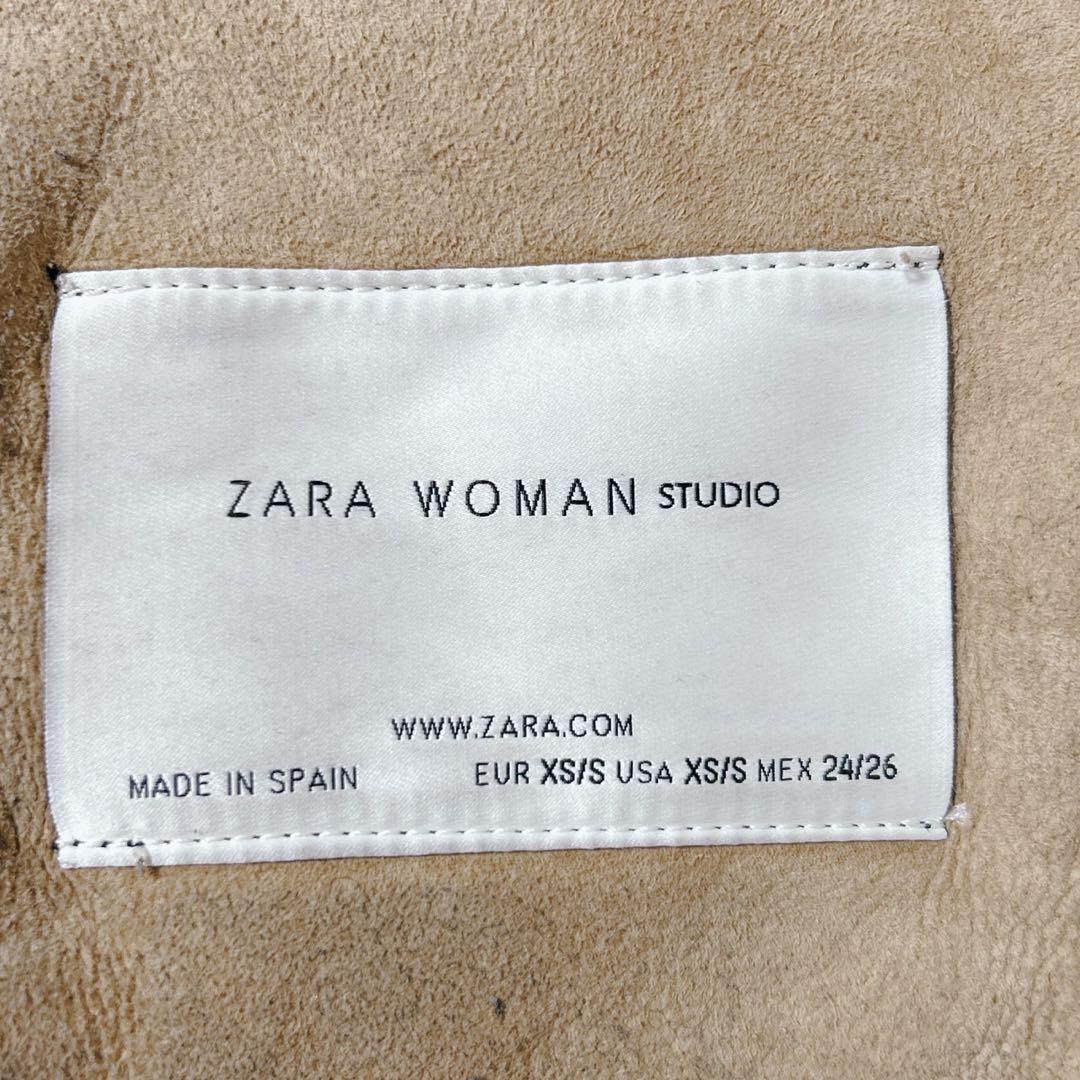 ZARA WOMAN STUDIO
WWW.ZARA.COM
MADE IN SPAIN EUR XS/S USA XS/S MEX 24/26